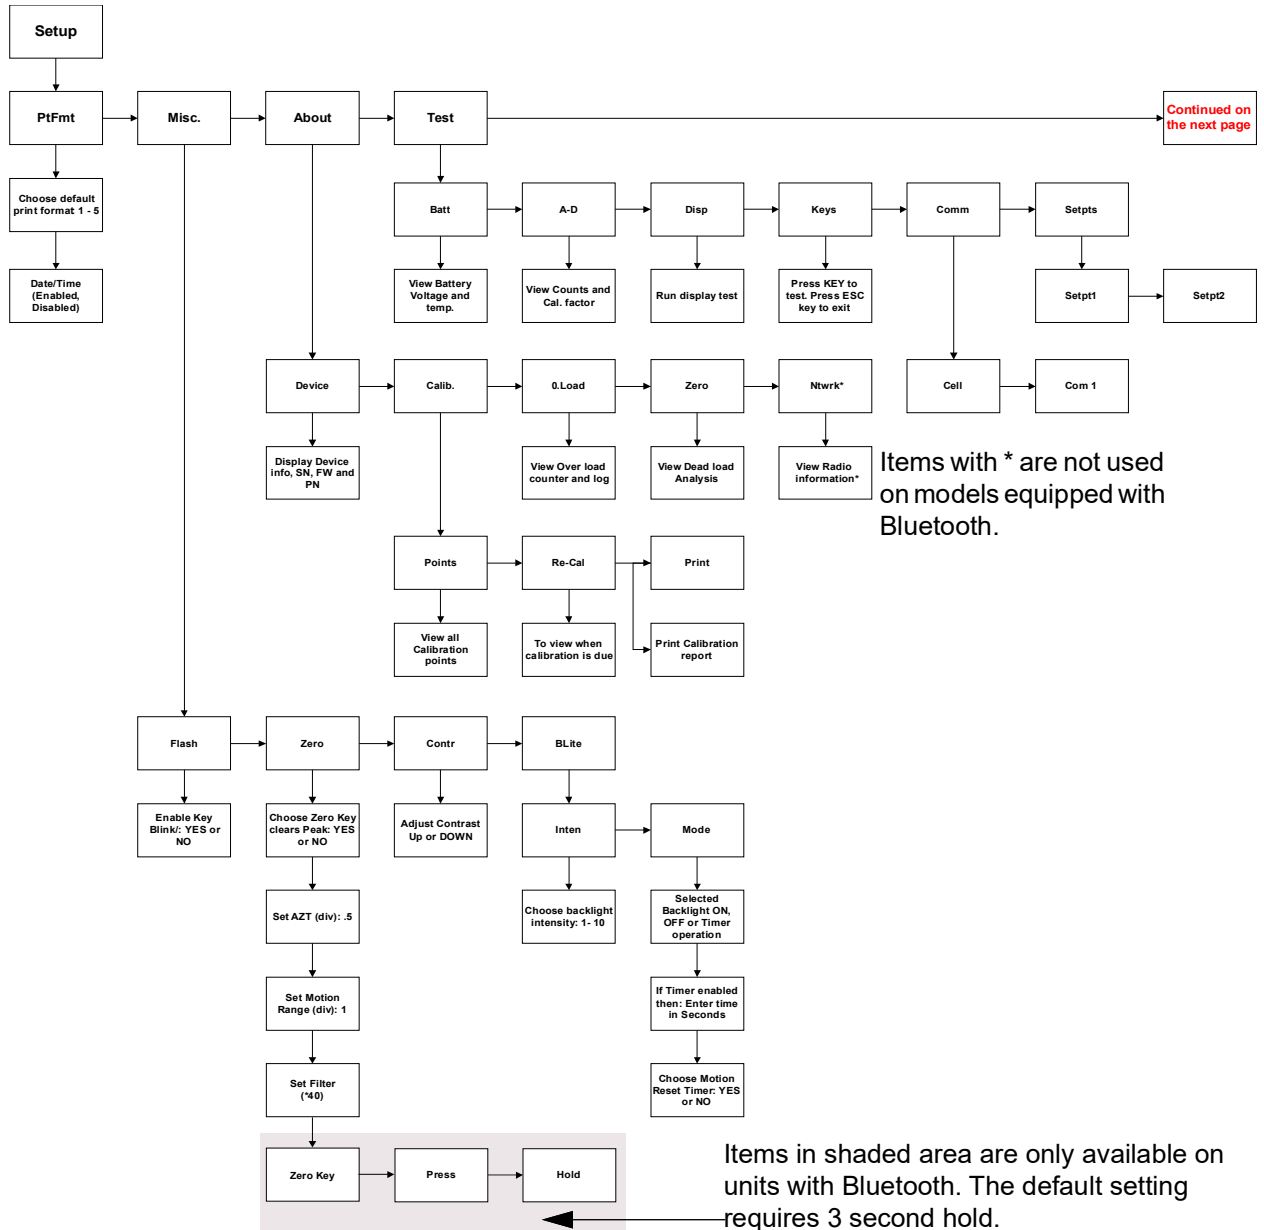 Setup
PtFmt
Misc.
About
Test
Continued on
the next page
Choose default
print format 1 - 5
Batt
A-D
Disp
Keys
Comm
Setpts
Date/Time
(Enabled,
Disabled)
View Battery
Voltage and
temp.
View Counts and
Cal. factor
Run display test
Press KEY to
test. Press ESC
key to exit
Setpt1
Setpt2
Device
Calib.
0.Load
Zero
Ntwrk*
Cell
Com 1
Display Device
info, SN, FW and
PN
View Over load
counter and log
View Dead load
Analysis
View Radio
information*
Items with * are not used
on models equipped with
Bluetooth.
Points
Re-Cal
Print
View all
Calibration
points
To view when
calibration is due
Print Calibration
report
Flash
Zero
Contr
BLite
Enable Key
Blink/: YES or
NO
Choose Zero Key
clears Peak: YES
or NO
Adjust Contrast
Up or DOWN
Inten
Mode
Set AZT (div): .5
Choose backlight
intensity: 1- 10
Selected
Backlight ON,
OFF or Timer
operation
Set Motion
Range (div): 1
If Timer enabled
then: Enter time
in Seconds
Set Filter
(*40)
Choose Motion
Reset Timer: YES
or NO
Zero Key
Press
Hold
Items in shaded area are only available on
units with Bluetooth. The default setting
requires 3 second hold.